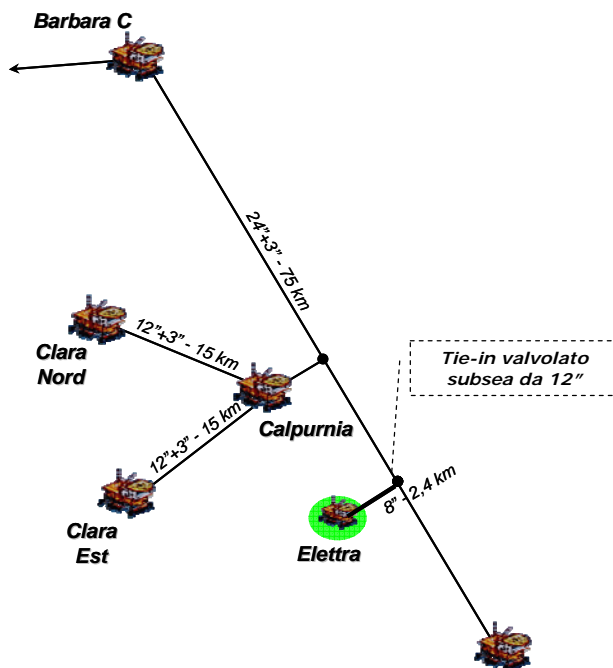 Barbara C
24”+3” - 75 km
12”+3” - 15 km
Clara
Nord
Tie-in valvolato
subsea da 12”
Calpurnia
12”+3” - 15 km
8” - 2,4 km
Clara
Est
Elettra